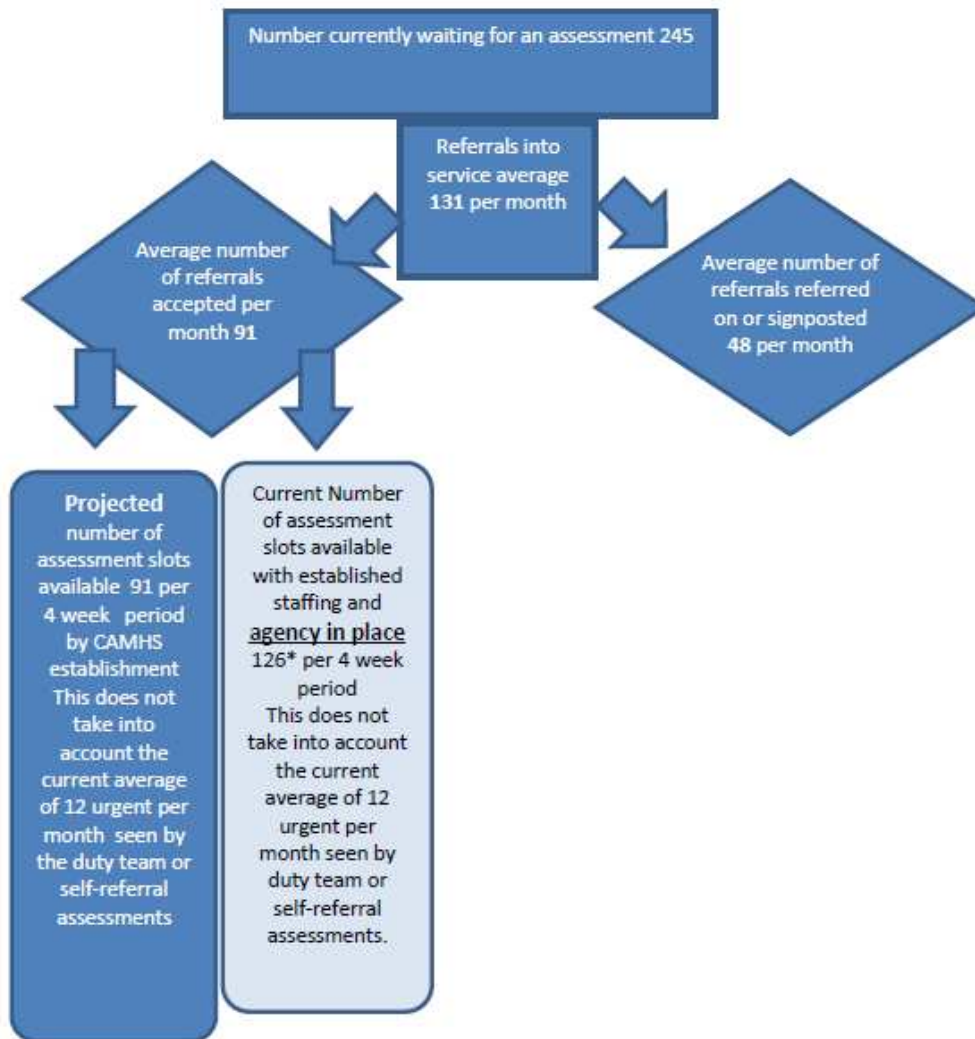 Number currently waiting for an assessment 245
Referrals into
service average
131 per month
Average number
of referrals
accepted per
month 91
Average number of
referrals referred
on or signposted
48 per month
Projected
number of
assessment slots
available 91 per
4 week period
by CAMHS
establishment
This does not
take into
account the
current average
of 12 urgent per
month seen by
the duty team or
self-referral
assessments
Current Number
of assessment
slots available
with established
staffing and
agency in place
126* per 4 week
period
This does not
take into account
the current
average of 12
urgent per
month seen by
duty team or
self-referral
assessments.